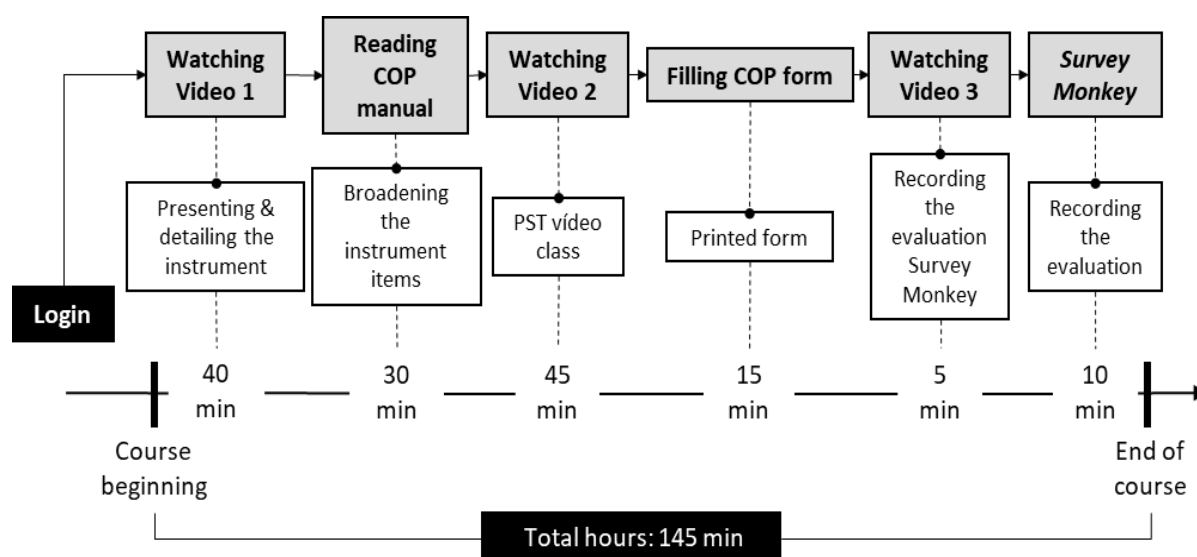 Watching
Video 1
Reading
COP
manual
Watching
Video 2
Filling COP form
Watching
Video 3
Survey
Monkey
Presenting &
detailing the
instrument
Broadening
the
instrument
items
PST vídeo
class
Printed form
Recording
the
evaluation
Survey
Monkey
Recording
the
evaluation
Login
40
min
30
min
45
min
15
min
5
min
10
min
Course
beginning
End of
course
Total hours: 145 min